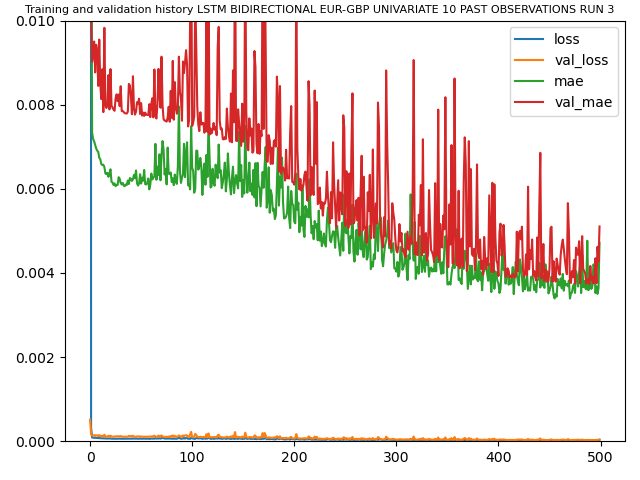 Training and validation history LSTM BIDIRECTIONAL EUR-GBP UNIVARIATE 10 PAST OBSERVATIONS RUN 3
0.010
0.008
0.006
0.004
0.002
0.000
0 100 200 300 400 500
loss
val_loss
mae
val_mae